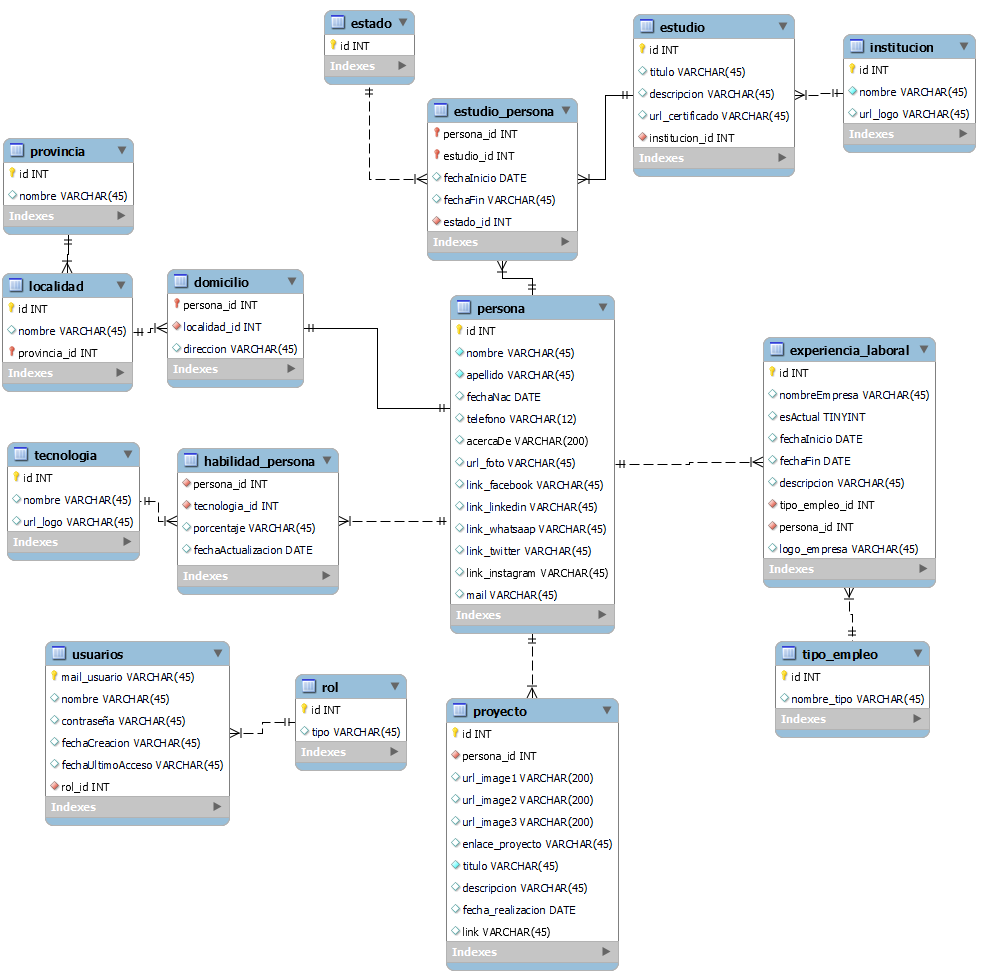 estado
id INT
Indexes
estudio
id INT
titulo VARCHAR(45)
descripcion VARCHAR(45)
url_certificado VARCHAR(45)
institucion_id INT
Indexes
institucion
id INT
nombre VARCHAR(45)
url_logo VARCHAR(45)
Indexes
estudio_persona
persona_id INT
estudio_id INT
fechaInicio DATE
fechaFin VARCHAR(45)
estado_id INT
Indexes
provincia
id INT
nombre VARCHAR(45)
Indexes
localidad
id INT
nombre VARCHAR(45)
provincia_id INT
Indexes
domicilio
persona_id INT
localidad_id INT
direccion VARCHAR(45)
Indexes
persona
id INT
nombre VARCHAR(45)
apellido VARCHAR(45)
fechaNac DATE
telefono VARCHAR(12)
acercaDe VARCHAR(200)
url_foto VARCHAR(45)
link_facebook VARCHAR(45)
link_linkedin VARCHAR(45)
link_whatsaap VARCHAR(45)
link_twitter VARCHAR(45)
link_instagram VARCHAR(45)
mail VARCHAR(45)
Indexes
experiencia_laboral
id INT
nombreEmpresa VARCHAR(45)
esActual TINYINT
fechaInicio DATE
fechaFin DATE
descripcion VARCHAR(45)
tipo_empleo_id INT
persona_id INT
logo_empresa VARCHAR(45)
Indexes
tecnologia
id INT
nombre VARCHAR(45)
url_logo VARCHAR(45)
Indexes
habilidad_persona
persona_id INT
tecnologia_id INT
porcentaje VARCHAR(45)
fechaActualizacion DATE
Indexes
usuarios
mail_usuario VARCHAR(45)
nombre VARCHAR(45)
contraseña VARCHAR(45)
fechaCreacion VARCHAR(45)
fechaUltimoAcceso VARCHAR(45)
rol_id INT
Indexes
rol
id INT
tipo VARCHAR(45)
Indexes
tipo_empleo
id INT
nombre_tipo VARCHAR(45)
Indexes
proyecto
id INT
persona_id INT
url_image1 VARCHAR(200)
url_image2 VARCHAR(200)
url_image3 VARCHAR(200)
enlace_proyecto VARCHAR(45)
titulo VARCHAR(45)
descripcion VARCHAR(45)
fecha_realizacion DATE
link VARCHAR(45)
Indexes